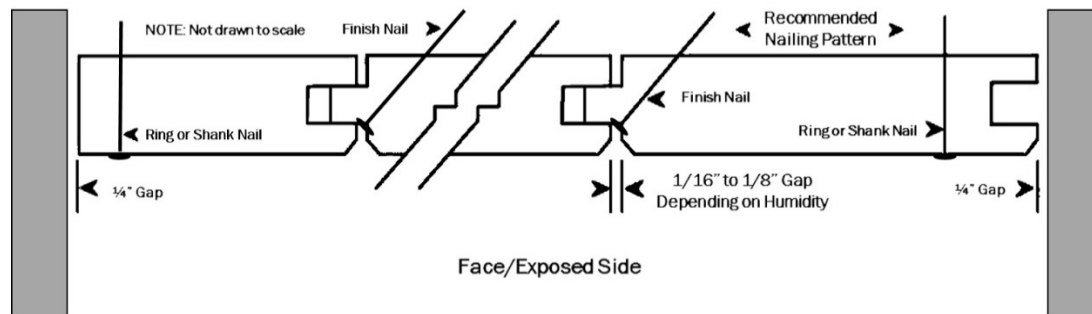 NOTE: Not drawn to scale
Finish Nail
Recommended
Nailing Pattern
Finish Nail
Ring or Shank Nail
Ring or Shank Nail
¼" Gap
1/16" to 1/8" Gap
Depending on Humidity
¼" Gap
Face/Exposed Side